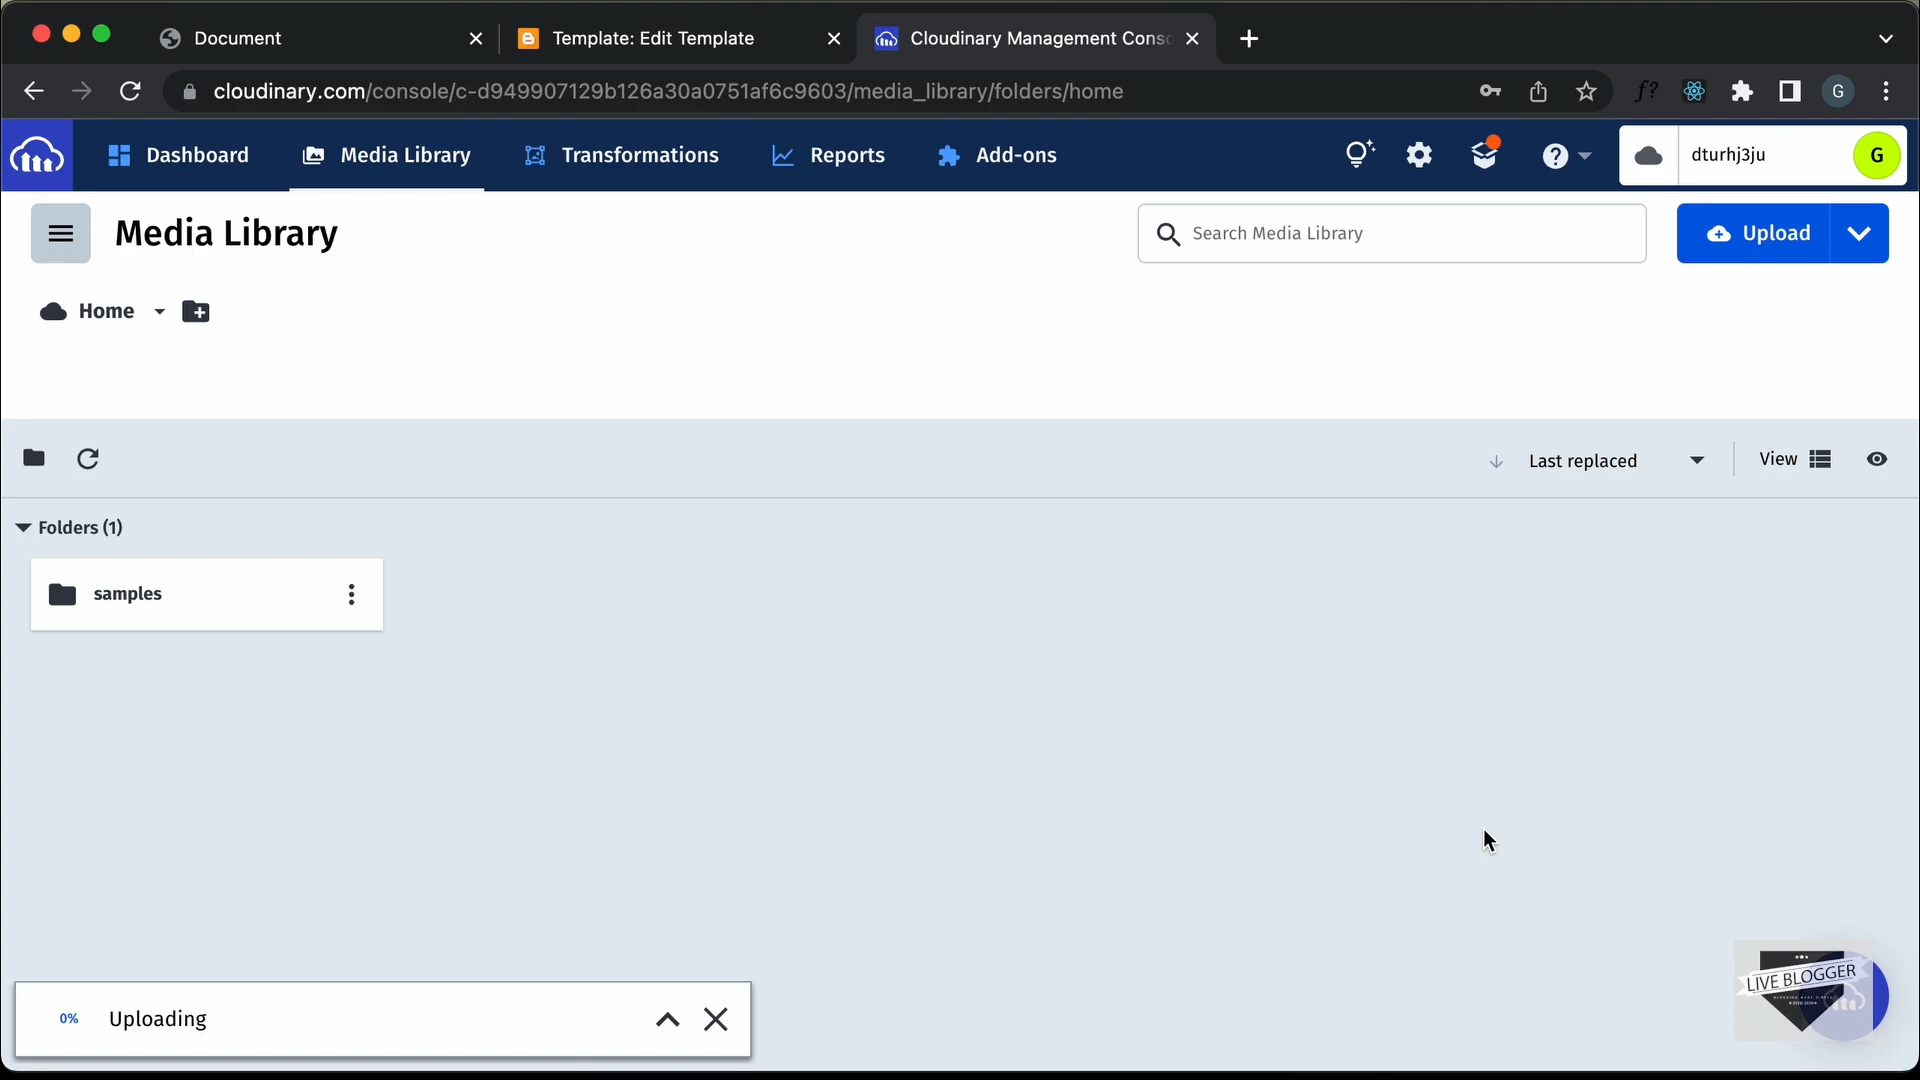 Document
Template: Edit Template
Cloudinary Management Consc
f?
G
cloudinary.com/console/c-d949907129b126a30a0751af6c9603/media_library/folders/home
Dashboard
Media Library
Transformations
Reports
Add-ons
dturhj3ju
G
Media Library
Search Media Library
Upload
Home
Last replaced
View
Folders (1)
samples
0%
Uploading
LIVE BLOGGER